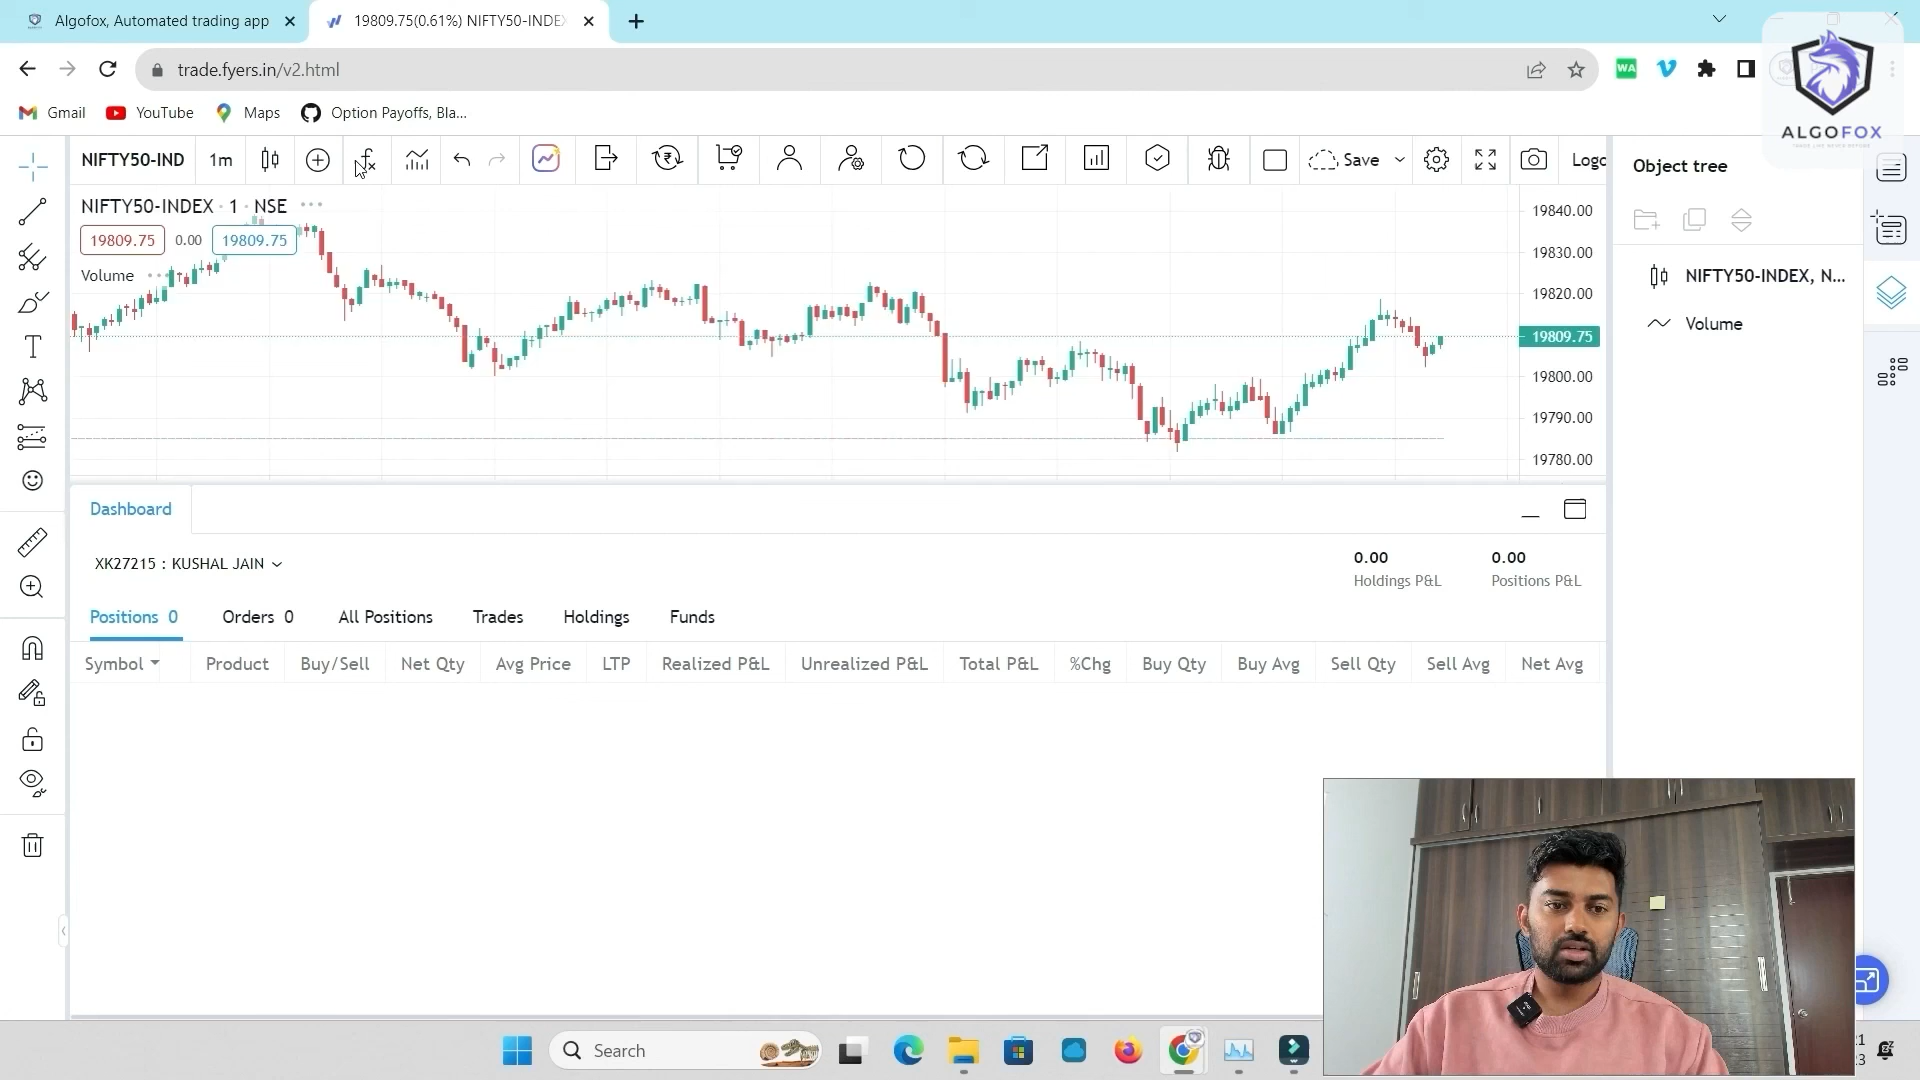 Algofox, Automated trading app
19809.75(0.61%) NIFTY50-INDEX
trade.fyers.in/v2.html
WA
Gmail
YouTube
Maps
Option Payoffs, Bla...
ALGOFOX
NIFTY50-IND
1m
Save
Logo
Object tree
NIFTY50-INDEX · 1 · NSE
19809.75
0.00
19809.75
Volume
19840.00
19830.00
19820.00
19809.75
19800.00
19790.00
19780.00
NIFTY50-INDEX, N...
Volume
Dashboard
XK27215 : KUSHAL JAIN
0.00
Holdings P&L
0.00
Positions P&L
Positions 0
Orders 0
All Positions
Trades
Holdings
Funds
Symbol
Product
Buy/Sell
Net Qty
Avg Price
LTP
Realized P&L
Unrealized P&L
Total P&L
%Chg
Buy Qty
Buy Avg
Sell Qty
Sell Avg
Net Avg
Search